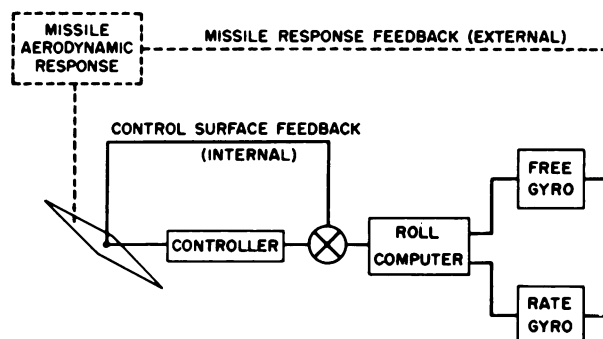 MISSILE
AERODYNAMIC
RESPONSE
MISSILE RESPONSE FEEDBACK (EXTERNAL)
CONTROL SURFACE FEEDBACK
(INTERNAL)
FREE
GYRO
CONTROLLER
ROLL
COMPUTER
RATE
GYRO